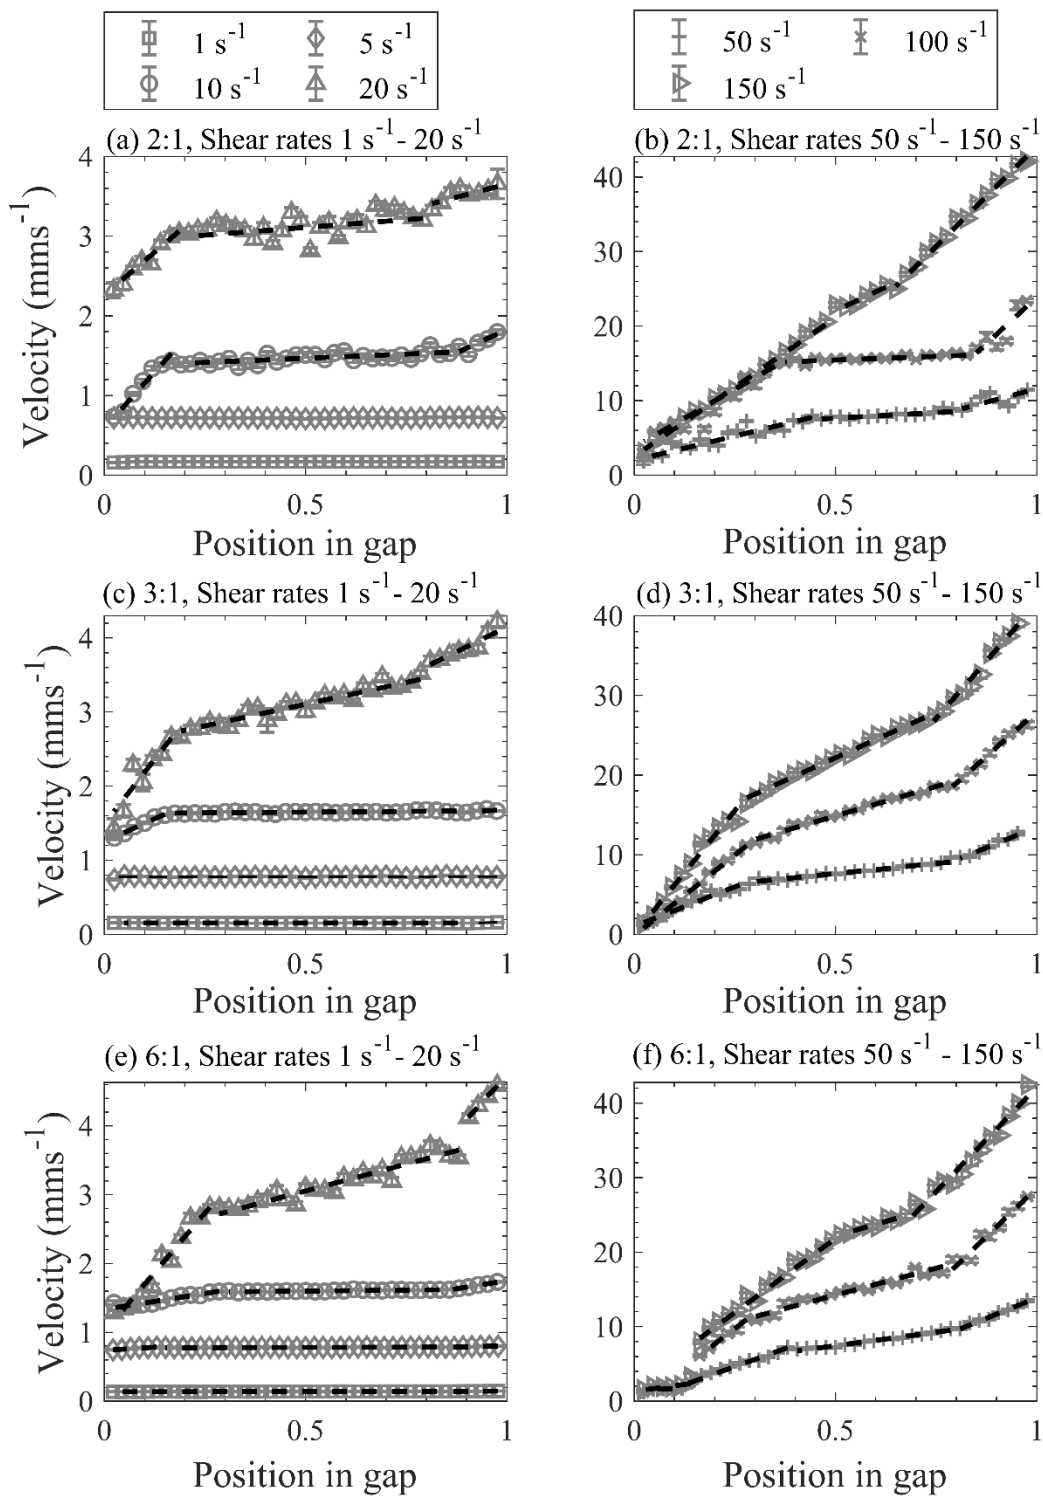 1 s⁻¹ 5 s⁻¹
10 s⁻¹ 20 s⁻¹
50 s⁻¹ 100 s⁻¹
150 s⁻¹
(a) 2:1, Shear rates 1 s⁻¹ - 20 s⁻¹
Velocity (mms⁻¹)
4
3
2
1
0
0 0.5 1
Position in gap
(b) 2:1, Shear rates 50 s⁻¹ - 150 s⁻¹
40
30
20
10
0
0 0.5 1
Position in gap
(c) 3:1, Shear rates 1 s⁻¹ - 20 s⁻¹
Velocity (mms⁻¹)
4
3
2
1
0
0 0.5 1
Position in gap
(d) 3:1, Shear rates 50 s⁻¹ - 150 s⁻¹
40
30
20
10
0
0 0.5 1
Position in gap
(e) 6:1, Shear rates 1 s⁻¹ - 20 s⁻¹
Velocity (mms⁻¹)
4
3
2
1
0
0 0.5 1
Position in gap
(f) 6:1, Shear rates 50 s⁻¹ - 150 s⁻¹
40
30
20
10
0
0 0.5 1
Position in gap